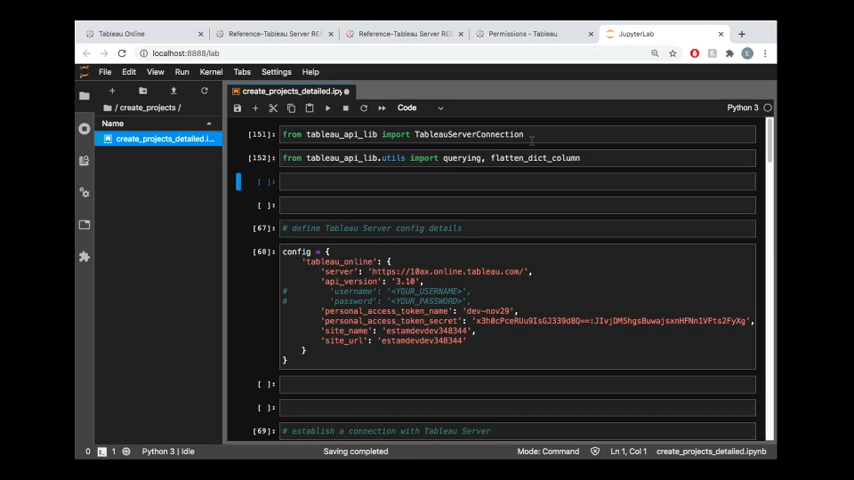 Tableau Online
Reference-Tableau Server RES
Reference-Tableau Server RES
Permissions - Tableau
JupyterLab
localhost:8888/lab
File Edit View Run Kernel Tabs Settings Help
create_projects_detailed.ipy
/ create_projects /
Code
Python 3
Name
create_projects_detailed.i...
[151]: from tableau_api_lib import TableauServerConnection
[152]: from tableau_api_lib.utils import querying, flatten_dict_column
[ ]:
[ ]:
[67]: # define Tableau Server config details
[68]: config = {
'tableau_online': {
'server': 'https://10ax.online.tableau.com/',
'api_version': '3.10',
# 'username': '<YOUR_USERNAME>',
# 'password': '<YOUR_PASSWORD>',
'personal_access_token_name': 'dev-nov29',
'personal_access_token_secret': 'x3h0cPceRUu9IsGJ339d8Q==:JIvjDM5hgsBuwajsxnHFNn1VFts2FyXg',
'site_name': 'estamdevdev348344',
'site_url': 'estamdevdev348344'
}
}
[ ]:
[ ]:
[69]: # establish a connection with Tableau Server
0 1 Python 3 | Idle Saving completed Mode: Command Ln 1, Col 1 create_projects_detailed.ipynb